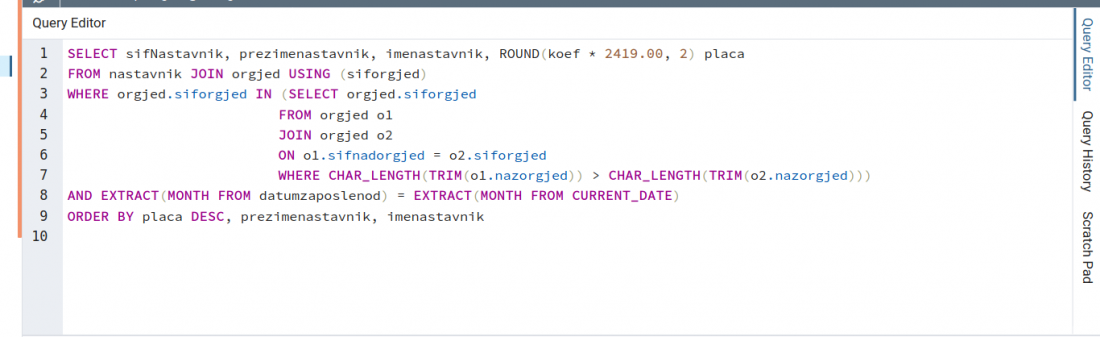 Query Editor
1 SELECT sifNastavnik, prezimenastavnik, imenastavnik, ROUND(koef * 2419.00, 2) placa
2 FROM nastavnik JOIN orgjed USING (siforgjed)
3 WHERE orgjed.siforgjed IN (SELECT orgjed.siforgjed
4 FROM orgjed o1
5 JOIN orgjed o2
6 ON o1.sifnadorgjed = o2.siforgjed
7 WHERE CHAR_LENGTH(TRIM(o1.nazorgjed)) > CHAR_LENGTH(TRIM(o2.nazorgjed)))
8 AND EXTRACT(MONTH FROM datumzaposlenod) = EXTRACT(MONTH FROM CURRENT_DATE)
9 ORDER BY placa DESC, prezimenastavnik, imenastavnik
10
Query Editor
Query History
Scratch Pad